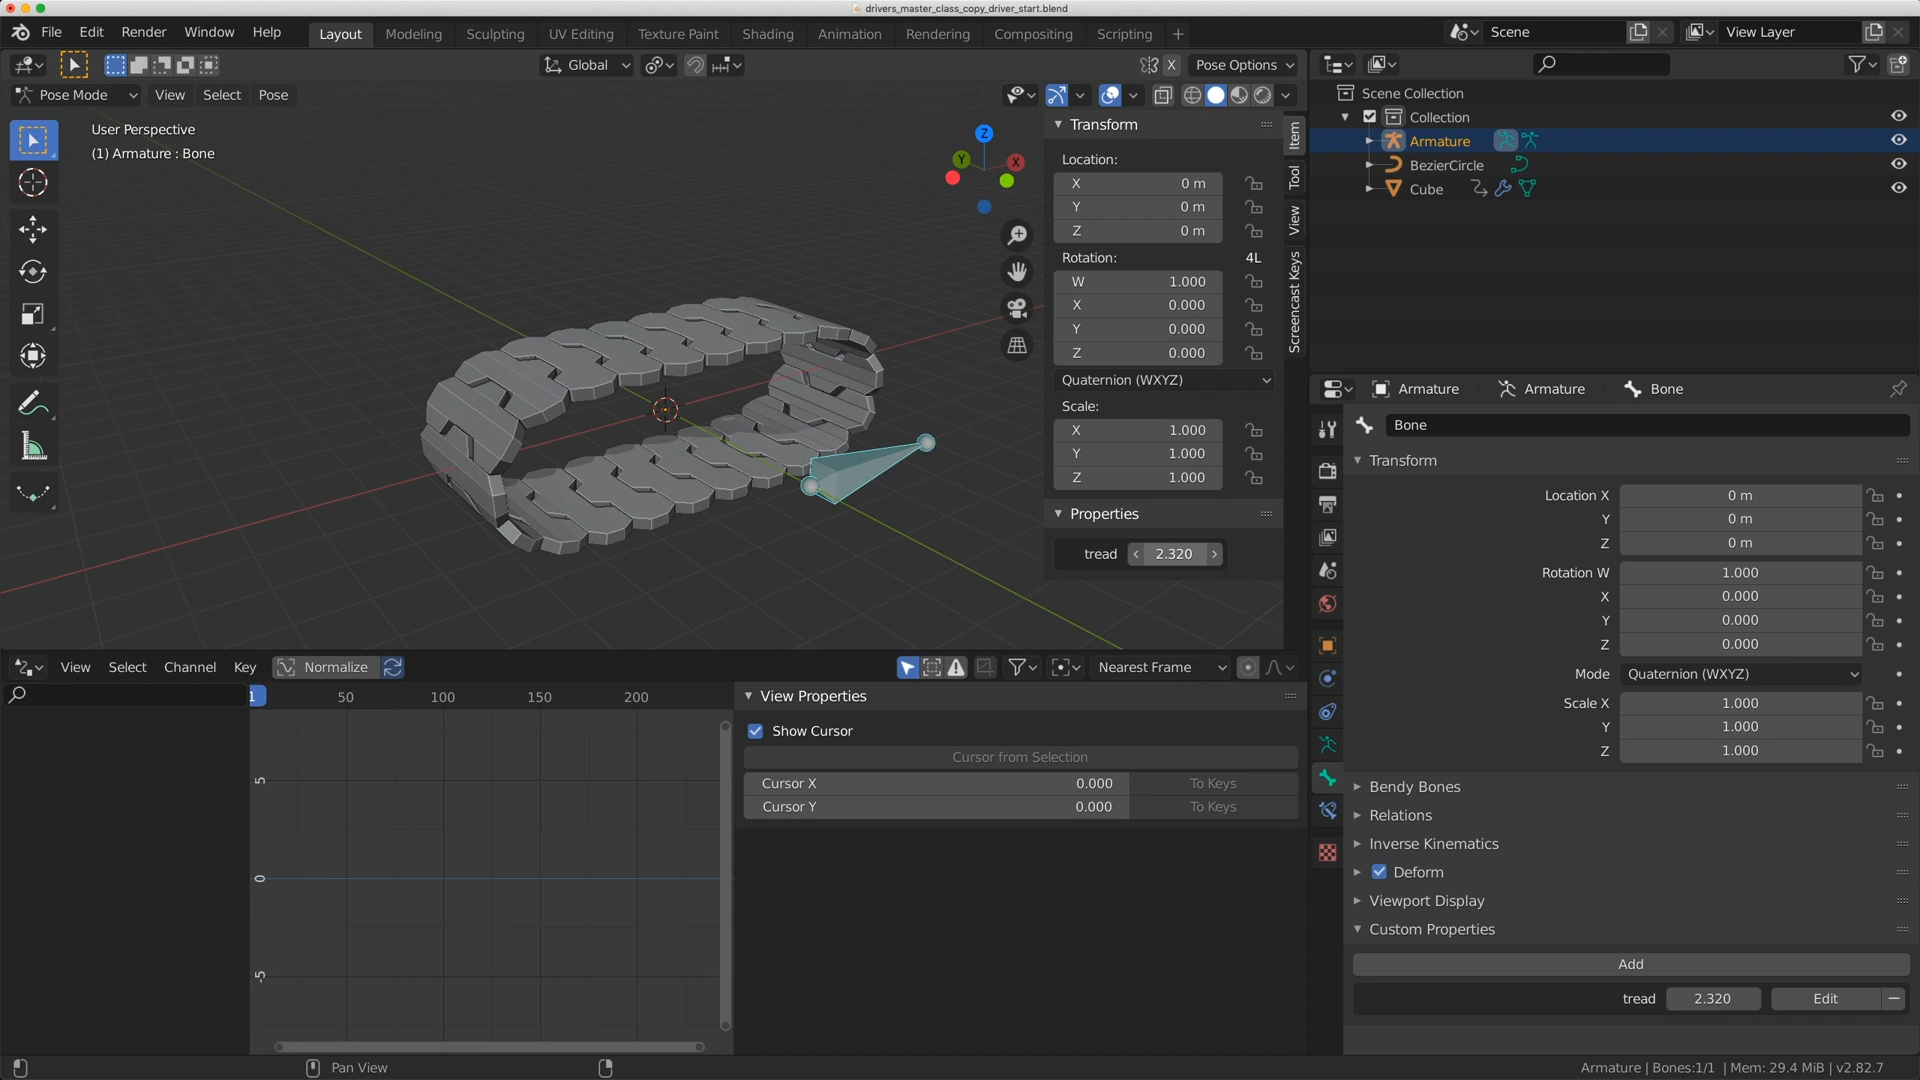 drivers_master_class_copy_driver_start.blend
File Edit Render Window Help
Layout Modeling Sculpting UV Editing Texture Paint Shading Animation Rendering Compositing Scripting +
Scene
View Layer
Global
X Pose Options
Pose Mode View Select Pose
User Perspective
(1) Armature : Bone
Z
Y
X
Transform
Location:
X 0 m
Y 0 m
Z 0 m
Rotation: 4L
W 1.000
X 0.000
Y 0.000
Z 0.000
Quaternion (WXYZ)
Scale:
X 1.000
Y 1.000
Z 1.000
Properties
tread 2.320
Item
Tool
View
Screencast Keys
Scene Collection
Collection
Armature
BezierCircle
Cube
Armature Armature Bone
Bone
Transform
Location X 0 m
Y 0 m
Z 0 m
Rotation W 1.000
X 0.000
Y 0.000
Z 0.000
Mode Quaternion (WXYZ)
Scale X 1.000
Y 1.000
Z 1.000
Bendy Bones
Relations
Inverse Kinematics
Deform
Viewport Display
Custom Properties
Add
tread 2.320 Edit
View Select Channel Key Normalize
Nearest Frame
1 50 100 150 200
5
0
-5
View Properties
Show Cursor
Cursor from Selection
Cursor X 0.000 To Keys
Cursor Y 0.000 To Keys
Pan View
Armature | Bones:1/1 | Mem: 29.4 MiB | v2.82.7